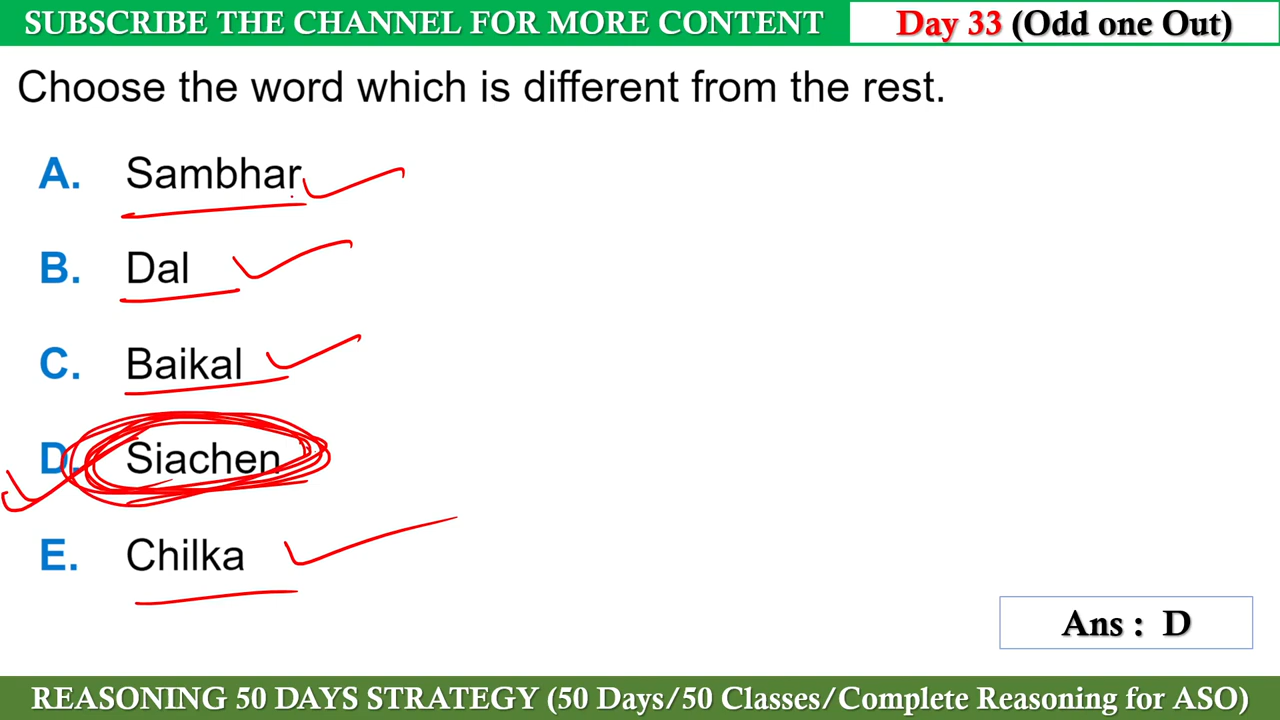 SUBSCRIBE THE CHANNEL FOR MORE CONTENT
Day 33 (Odd one Out)
Choose the word which is different from the rest.
A. Sambhar
B. Dal
C. Baikal
D. Siachen
E. Chilka
Ans : D
REASONING 50 DAYS STRATEGY (50 Days/50 Classes/Complete Reasoning for ASO)